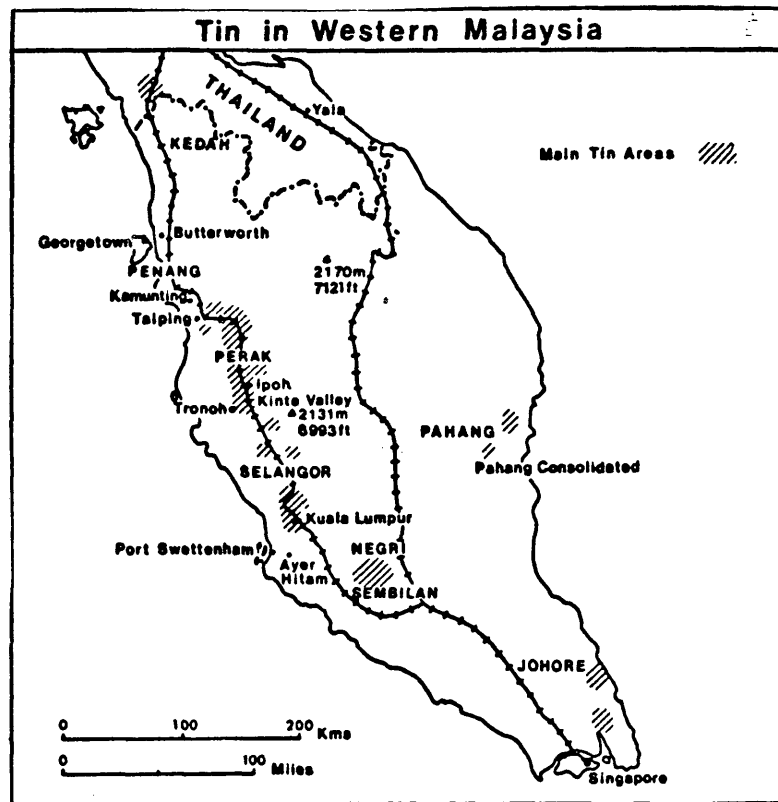 Tin in Western Malaysia
THAILAND
Yala
KEDAH
Main Tin Areas
Butterworth
Georgetown
PENANG
2170m
7121ft
Kamunting
Taiping
PERAK
Ipoh
Kinta Valley
Tronoh
2131m
6993ft
PAHANG
Pahang Consolidated
SELANGOR
Kuala Lumpur
Port Swettenham
Ayer
Hitam
NEGRI
SEMBILAN
JOHORE
0 100 200 Kms
0 100 Miles
Singapore